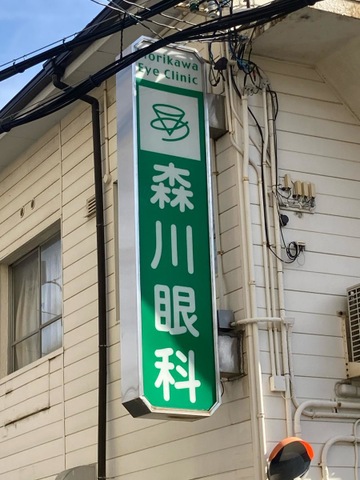 Morikawa
Eye Clinic
森川眼科